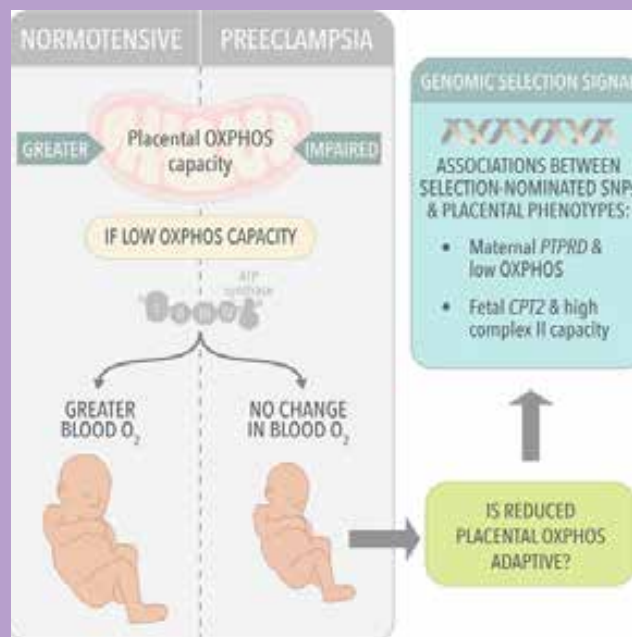 NORMOTENSIVE
PREECLAMPSIA
GREATER
Placental OXPHOS
capacity
IMPAIRED
IF LOW OXPHOS CAPACITY
ATP
synthase
GREATER
BLOOD O₂
NO CHANGE
IN BLOOD O₂
GENOMIC SELECTION SIGNAL
ASSOCIATIONS BETWEEN
SELECTION-NOMINATED SNPs
& PLACENTAL PHENOTYPES:
• Maternal PTPRD &
low OXPHOS
• Fetal CPT2 & high
complex II capacity
IS REDUCED
PLACENTAL OXPHOS
ADAPTIVE?